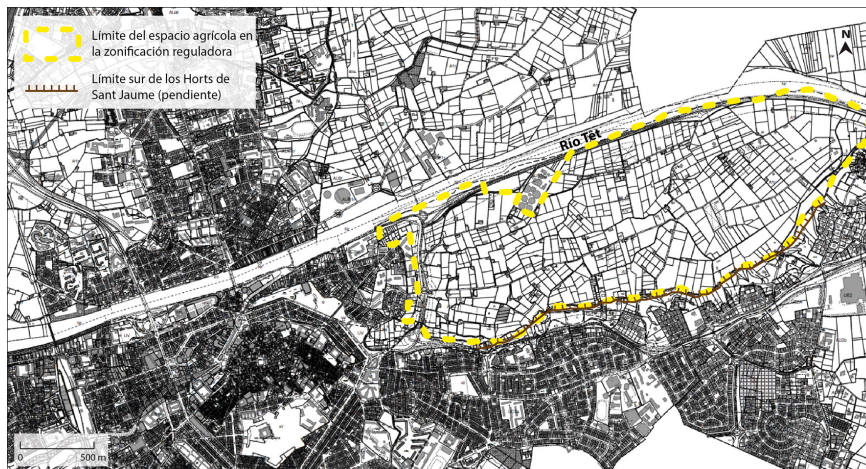 Límite del espacio agrícola en
la zonificación reguladora
Límite sur de los Horts de
Sant Jaume (pendiente)
N
Río Têt
0 500 m